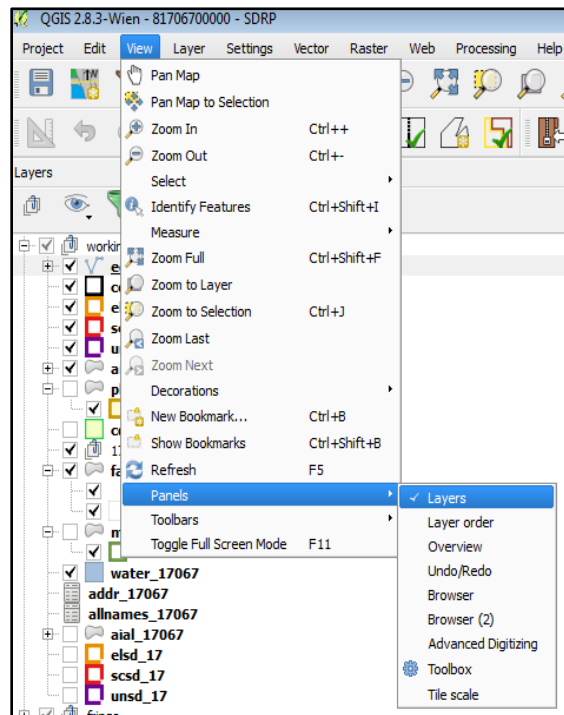 QGIS 2.8.3-Wien - 81706700000 - SDRP
Project Edit View Layer Settings Vector Raster Web Processing Help
Pan Map
Pan Map to Selection
Zoom In Ctrl++
Zoom Out Ctrl+-
Select
Identify Features Ctrl+Shift+I
Measure
Zoom Full Ctrl+Shift+F
Zoom to Layer
Zoom to Selection Ctrl+J
Zoom Last
Zoom Next
Decorations
New Bookmark... Ctrl+B
Show Bookmarks Ctrl+Shift+B
Refresh F5
Panels
Toolbars
Toggle Full Screen Mode F11
Layers
Layer order
Overview
Undo/Redo
Browser
Browser (2)
Advanced Digitizing
Toolbox
Tile scale
Layers
water_17067
addr_17067
allnames_17067
aial_17067
elsd_17
scsd_17
unsd_17